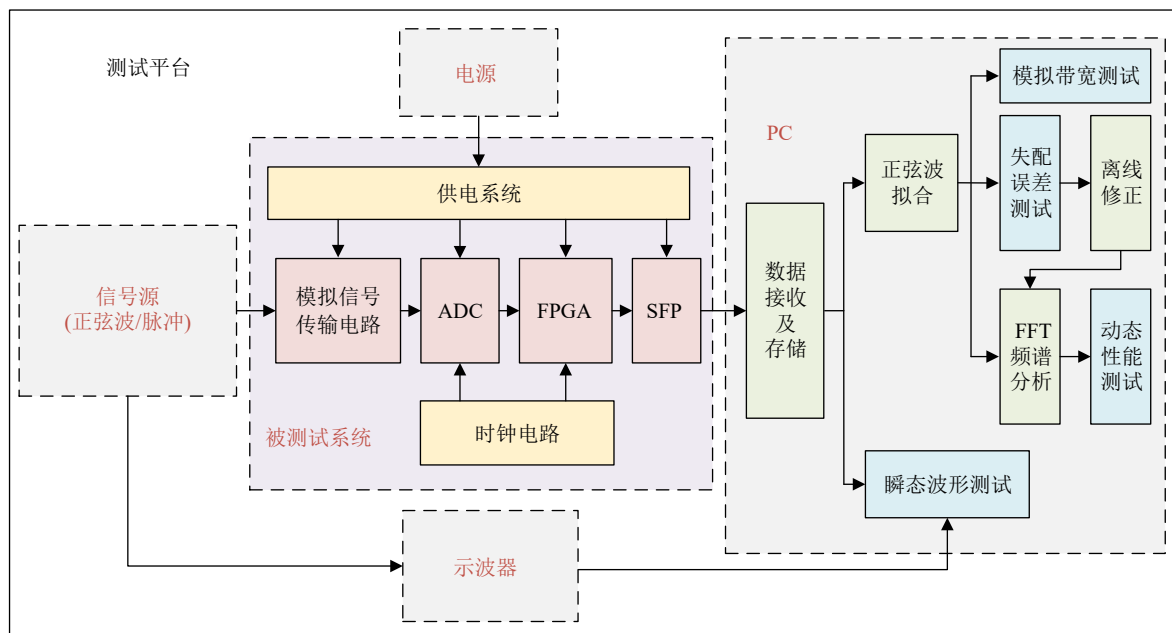 测试平台
电源
PC
模拟带宽测试
正弦波
拟合
失配
误差
测试
离线
修正
供电系统
信号源
(正弦波/脉冲)
模拟信号
传输电路
ADC
FPGA
SFP
数据
接收
及
存储
FFT
频谱
分析
动态
性能
测试
被测试系统
时钟电路
瞬态波形测试
示波器